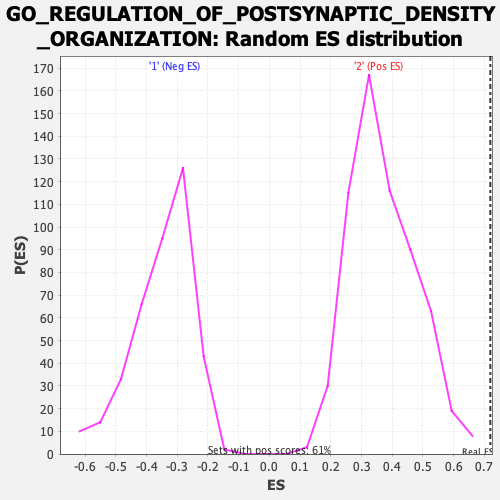 GO_REGULATION_OF_POSTSYNAPTIC_DENSITY
_ORGANIZATION: Random ES distribution
'1' (Neg ES) '2' (Pos ES)
170
160
150
140
130
120
110
100
90
80
70
60
50
40
30
20
10
0
P(ES)
Sets with pos scores: 61%
Real ES
-0.6 -0.5 -0.4 -0.3 -0.2 -0.1 0.0 0.1 0.2 0.3 0.4 0.5 0.6 0.7
ES